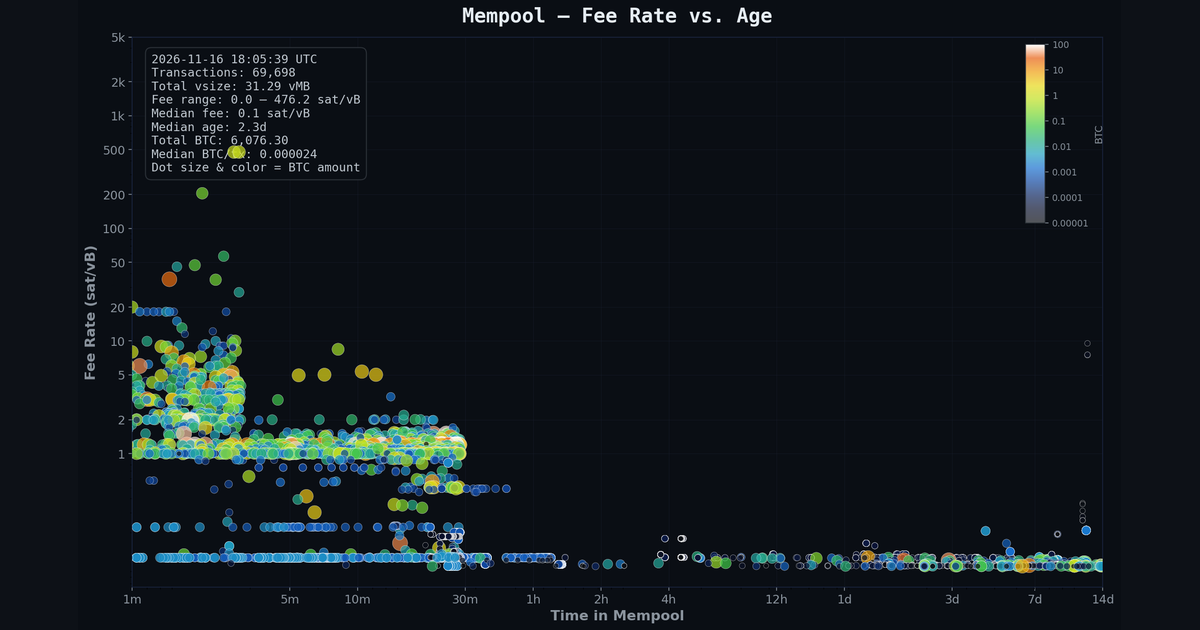 Mempool — Fee Rate vs. Age
5k
2k
1k
500
200
100
50
20
10
5
2
1
Fee Rate (sat/vB)
2026-11-16 18:05:39 UTC
Transactions: 69,698
Total vsize: 31.29 vMB
Fee range: 0.0 — 476.2 sat/vB
Median fee: 0.1 sat/vB
Median age: 2.3d
Total BTC: 6,076.30
Median 0.000024
Dot size & color = BTC amount
100
10
1
0.1
0.01
0.001
0.0001
0.00001
BTC
1m
5m
10m
30m
1h
2h
4h
12h
1d
3d
7d
14d
Time in Mempool